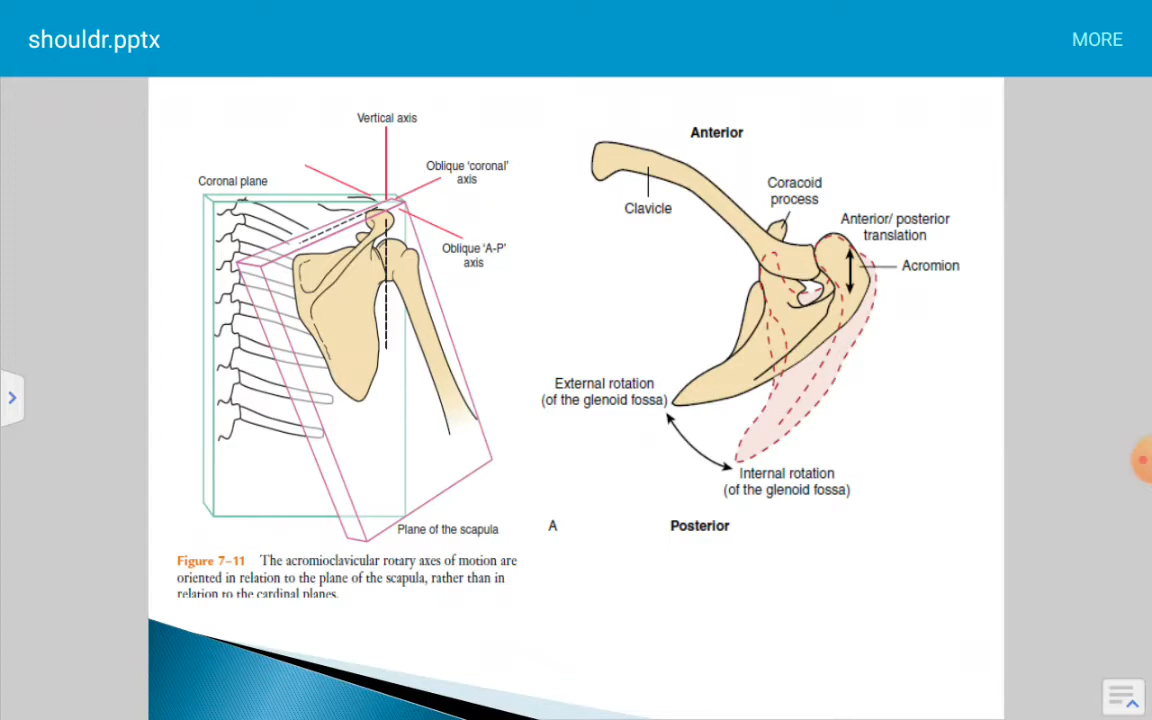 shouldr.pptx
MORE
Vertical axis
Oblique ‘coronal’
axis
Coronal plane
Oblique ‘A-P’
axis
Plane of the scapula
Figure 7–11 The acromioclavicular rotary axes of motion are
oriented in relation to the plane of the scapula, rather than in
relation to the cardinal planes.
Anterior
Coracoid
process
Clavicle
Anterior/ posterior
translation
Acromion
External rotation
(of the glenoid fossa)
Internal rotation
(of the glenoid fossa)
A
Posterior